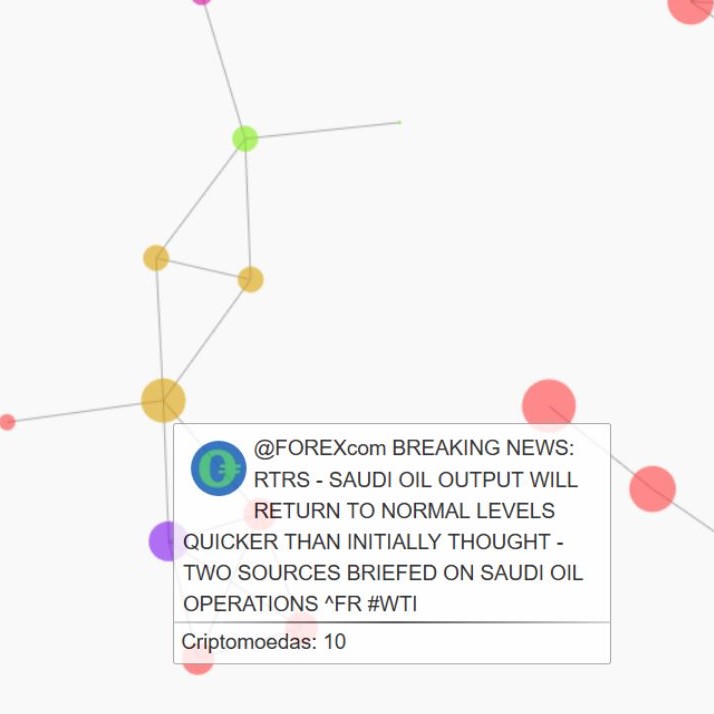 @FOREXcom BREAKING NEWS:
RTRS - SAUDI OIL OUTPUT WILL
RETURN TO NORMAL LEVELS
QUICKER THAN INITIALLY THOUGHT -
TWO SOURCES BRIEFED ON SAUDI OIL
OPERATIONS ^FR #WTI
Criptomoedas: 10